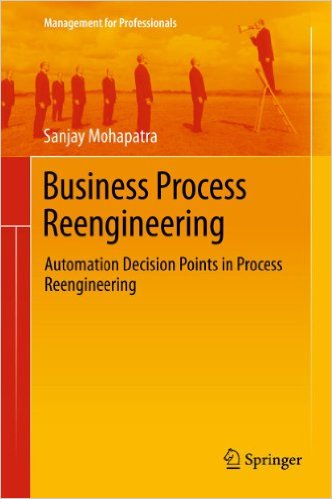 Management for Professionals
Sanjay Mohapatra
Business Process
Reengineering
Automation Decision Points in Process
Reengineering
Springer